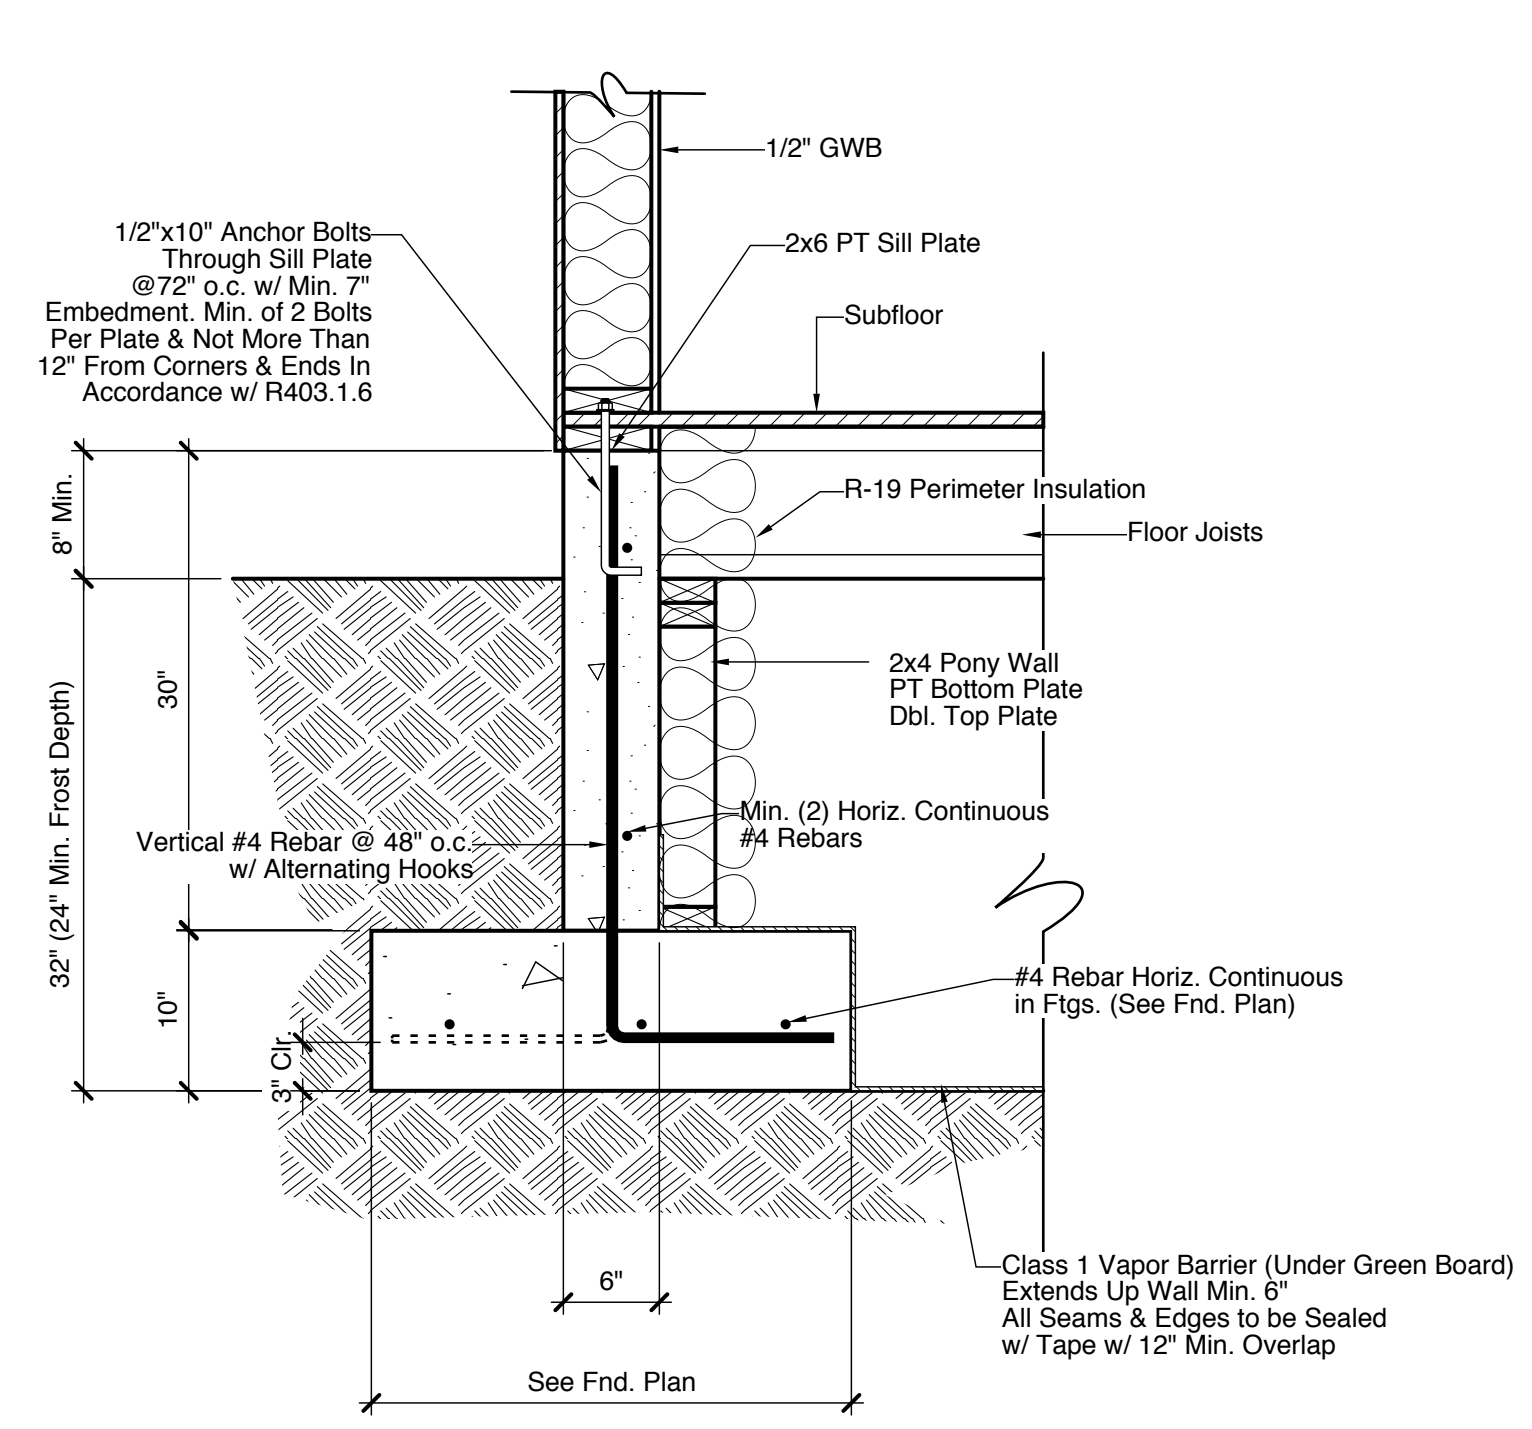 1/2" GWB
1/2"x10" Anchor Bolts
Through Sill Plate
@72" o.c. w/ Min. 7"
Embedment. Min. of 2 Bolts
Per Plate & Not More Than
12" From Corners & Ends In
Accordance w/ R403.1.6
2x6 PT Sill Plate
Subfloor
8" Min.
R-19 Perimeter Insulation
Floor Joists
30"
32" (24" Min. Frost Depth)
2x4 Pony Wall
PT Bottom Plate
Dbl. Top Plate
Min. (2) Horiz. Continuous
#4 Rebars
Vertical #4 Rebar @ 48" o.c.
w/ Alternating Hooks
10"
3" Clr.
#4 Rebar Horiz. Continuous
in Ftgs. (See Fnd. Plan)
6"
Class 1 Vapor Barrier (Under Green Board)
Extends Up Wall Min. 6"
All Seams & Edges to be Sealed
w/ Tape w/ 12" Min. Overlap
See Fnd. Plan